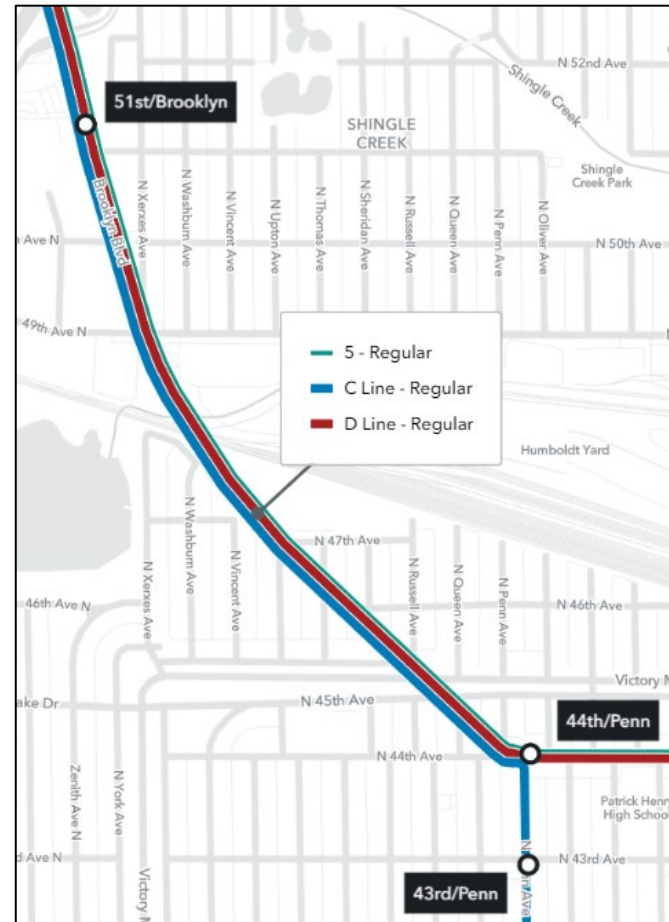 51st/Brooklyn
N 52nd Ave
Shingle Creek
SHINGLE
CREEK
Shingle
Creek Park
Brooklyn Blvd
N Xerxes Ave
N Washburn Ave
N Vincent Ave
N Upton Ave
N Thomas Ave
N Sheridan Ave
N Russell Ave
N Queen Ave
N Penn Ave
N Oliver Ave
Ave N
N 50th Ave
49th Ave N
5 - Regular
C Line - Regular
D Line - Regular
Humboldt Yard
N Washburn Ave
N 47th Ave
N Xerxes Ave
N Vincent Ave
N Russell Ave
N Queen Ave
N Penn Ave
46th Ave N
N 46th Ave
Victory M
ake Dr
N 45th Ave
44th/Penn
N 44th Ave
Zenith Ave N
N York Ave
Victory M
Patrick Henr
High School
d Ave N
N 43rd Ave
43rd/Penn